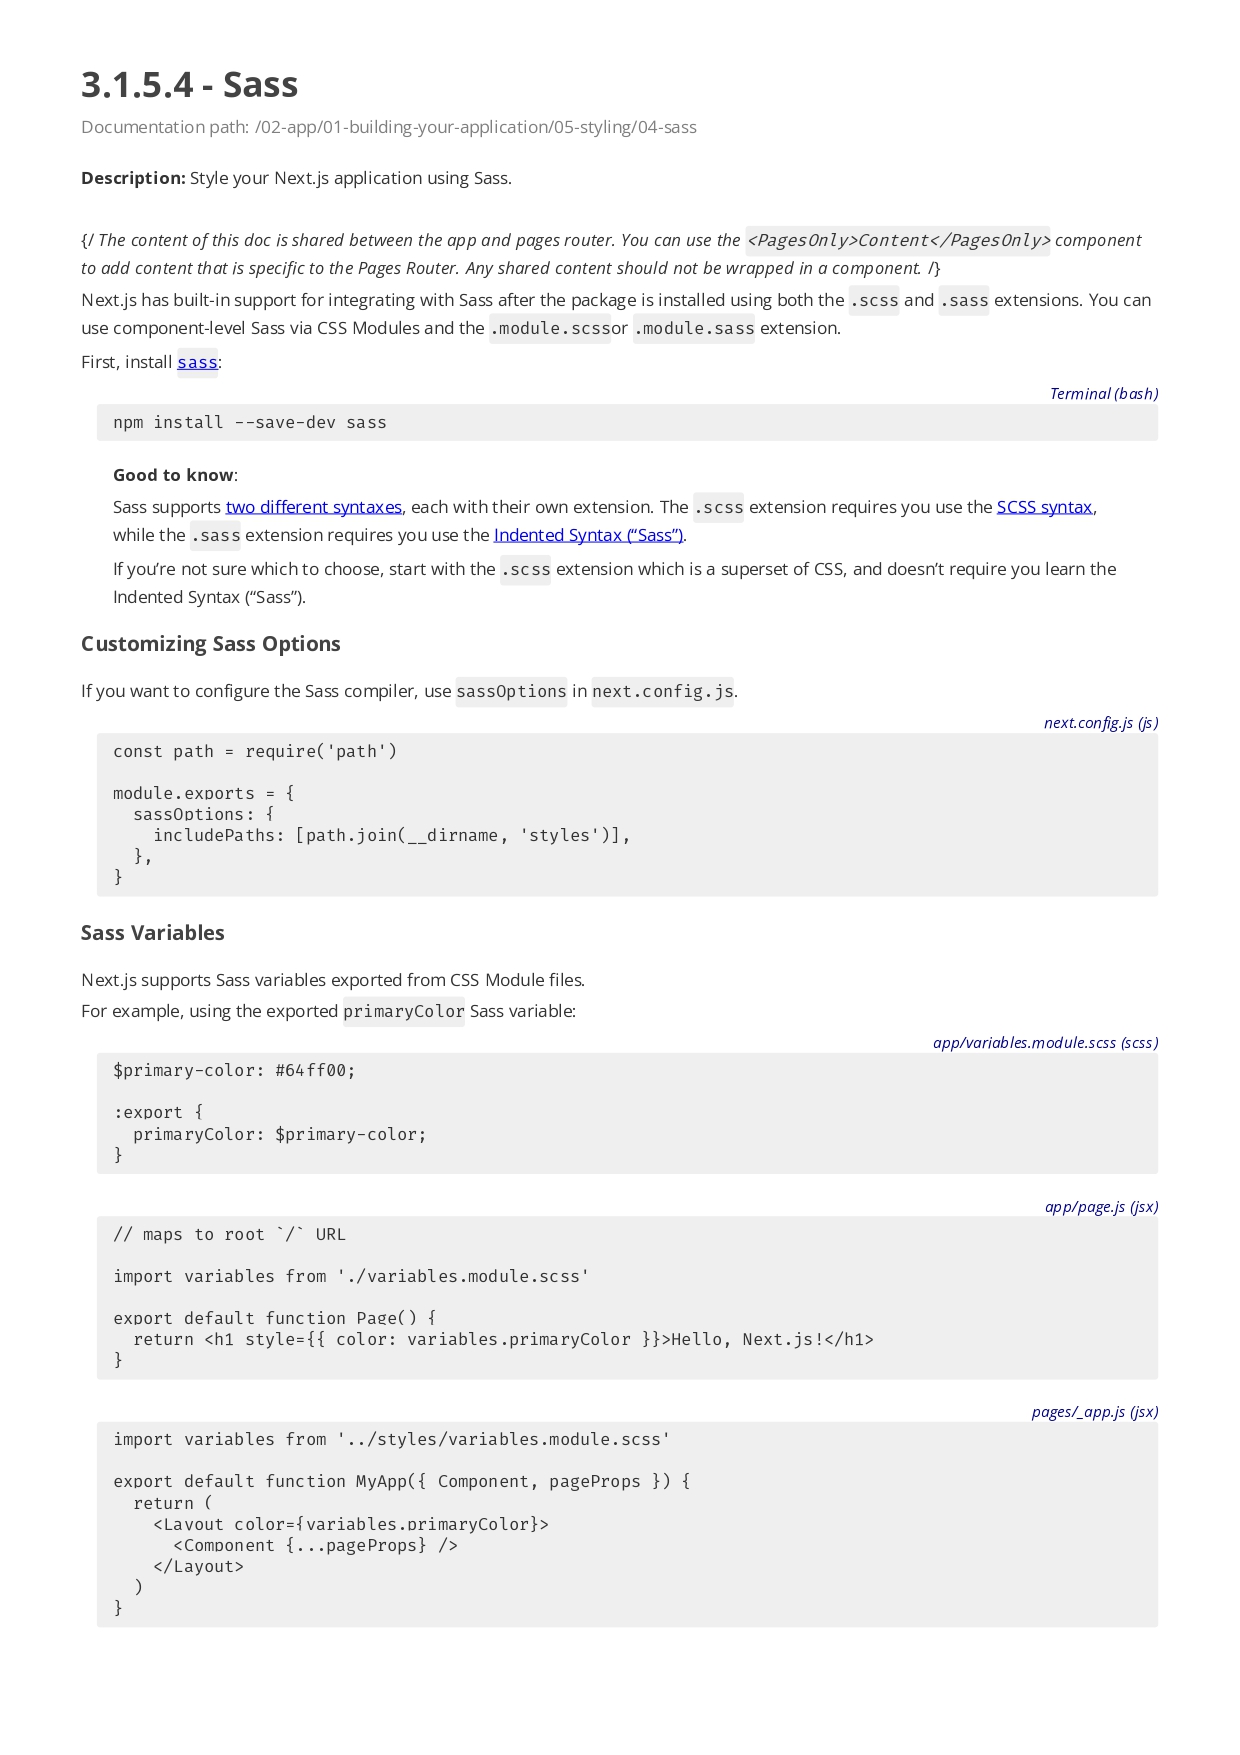 3.1.5.4 - Sass
Documentation path: /02-app/01-building-your-application/05-styling/04-sass
Description: Style your Next.js application using Sass.
{/ The content of this doc is shared between the app and pages router. You can use the <PagesOnly>Content</PagesOnly> component
to add content that is specific to the Pages Router. Any shared content should not be wrapped in a component. /}
Next.js has built-in support for integrating with Sass after the package is installed using both the .scss and .sass extensions. You can
use component-level Sass via CSS Modules and the .module.scssor .module.sass extension.
First, install sass:
Terminal (bash)
npm install --save-dev sass
Good to know:
Sass supports two different syntaxes, each with their own extension. The .scss extension requires you use the SCSS syntax,
while the .sass extension requires you use the Indented Syntax (“Sass”).
If you’re not sure which to choose, start with the .scss extension which is a superset of CSS, and doesn’t require you learn the
Indented Syntax (“Sass”).
Customizing Sass Options
If you want to configure the Sass compiler, use sassOptions in next.config.js.
next.config.js (js)
const path = require('path')
module.exports = {
  sassOptions: {
    includePaths: [path.join(__dirname, 'styles')],
  },
}
Sass Variables
Next.js supports Sass variables exported from CSS Module files.
For example, using the exported primaryColor Sass variable:
app/variables.module.scss (scss)
$primary-color: #64ff00;
:export {
  primaryColor: $primary-color;
}
app/page.js (jsx)
// maps to root `/` URL
import variables from './variables.module.scss'
export default function Page() {
  return <h1 style={{ color: variables.primaryColor }}>Hello, Next.js!</h1>
}
pages/_app.js (jsx)
import variables from '../styles/variables.module.scss'
export default function MyApp({ Component, pageProps }) {
  return (
    <Layout color={variables.primaryColor}>
      <Component {...pageProps} />
    </Layout>
  )
}